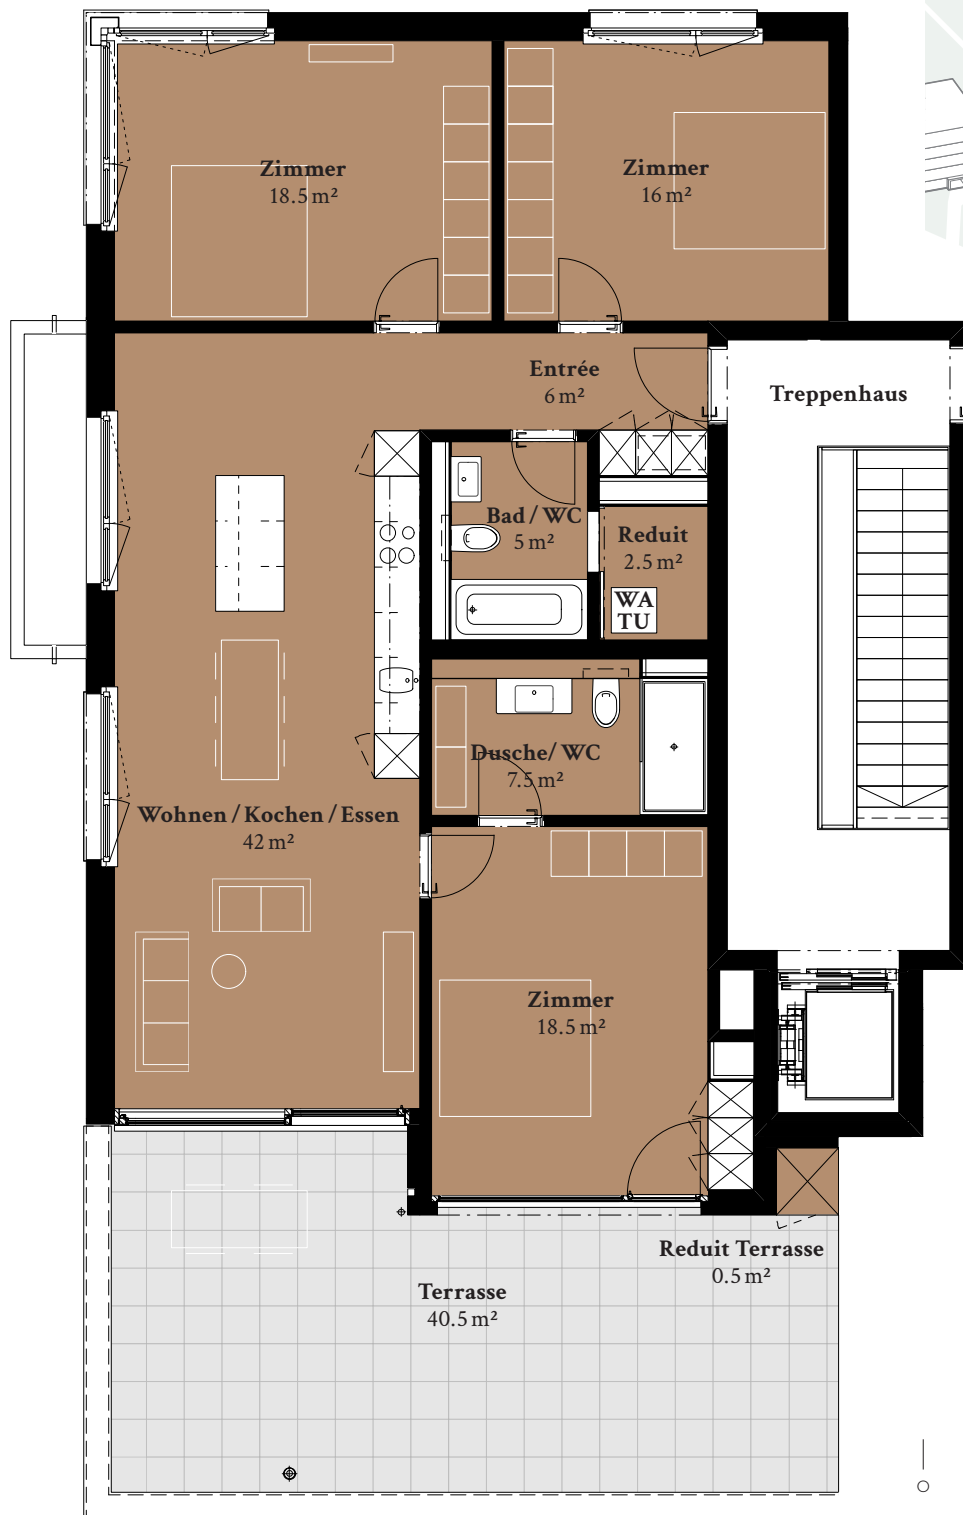 Zimmer
18.5 m²
Zimmer
16 m²
Entrée
6 m²
Treppenhaus
Bad / WC
5 m²
Reduit
2.5 m²
WA
TU
Dusche/ WC
7.5 m²
Wohnen / Kochen / Essen
42 m²
Zimmer
18.5 m²
Reduit Terrasse
0.5 m²
Terrasse
40.5 m²